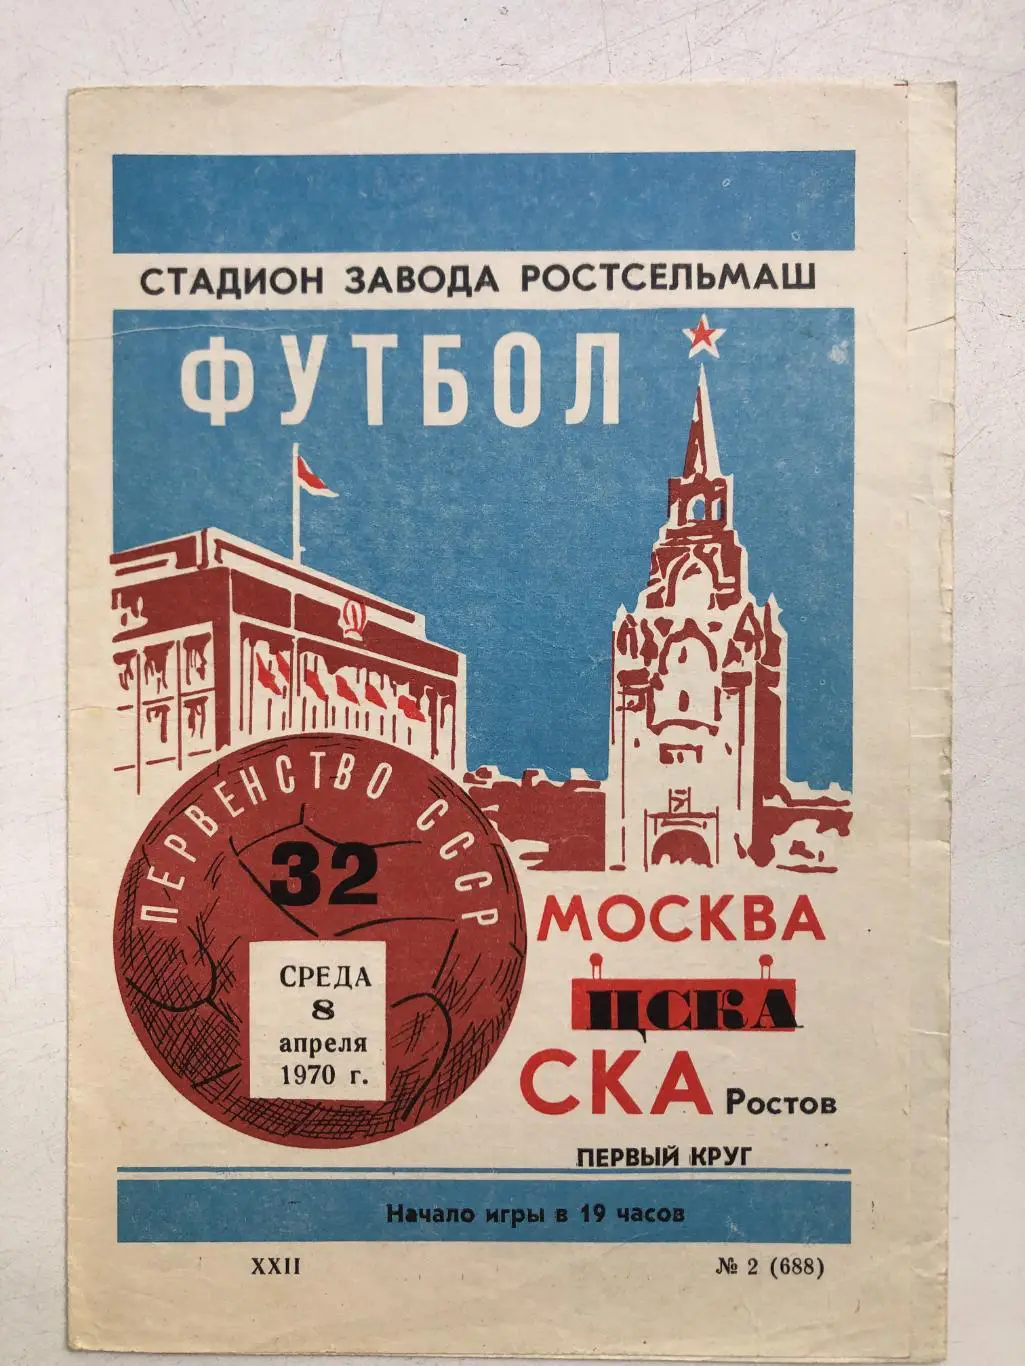 СТАДИОН ЗАВОДА РОСТСЕЛЬМАШ
ФУТБОЛ
ПЕРВЕНСТВО СССР
32
СРЕДА
8
апреля
1970 г.
МОСКВА
ЦСКА
СКА Ростов
ПЕРВЫЙ КРУГ
Начало игры в 19 часов
XXII
№ 2 (688)